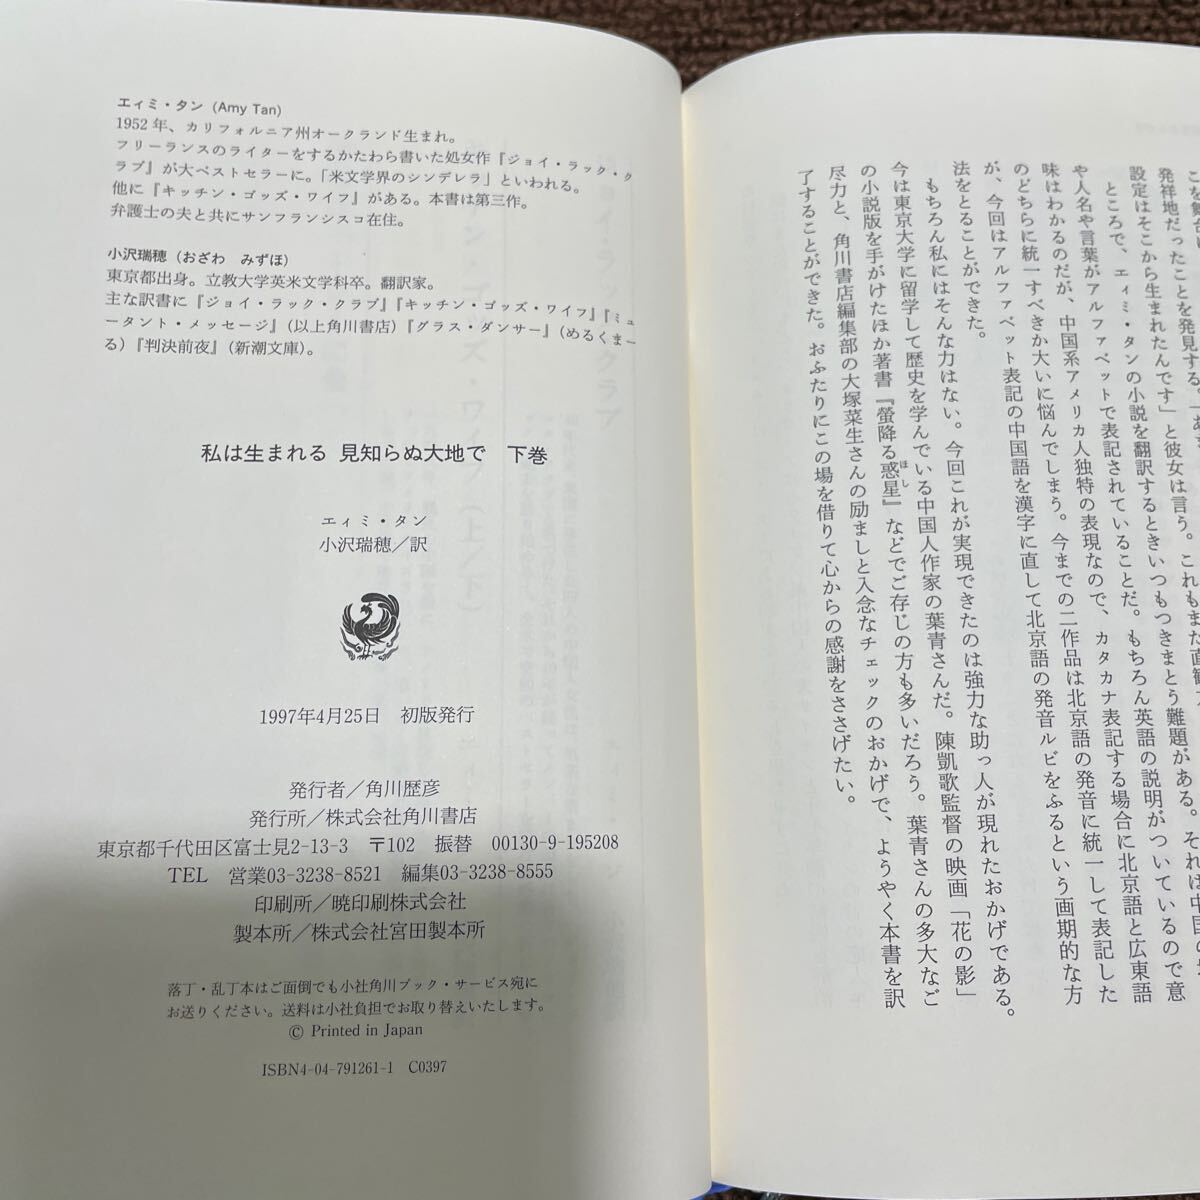 発祥地だったことを発見する。「あ
設定はそこから生まれたんです」と彼女は言う。これもまた直観
ところで、エィミ・タンの小説を翻訳するときいつもつきまとう難題がある。それは中国の地
や人名や言葉がアルファベットで表記されていることだ。もちろん英語の説明がついているので意
味はわかるのだが、中国系アメリカ人独特の表現なので、カタカナ表記する場合に北京語と広東語
のどちらに統一すべきか大いに悩んでしまう。今までの二作品は北京語の発音に統一して表記した
が、今回はアルファベット表記の中国語を漢字に直して北京語の発音ルビをふるという画期的な方
法をとることができた。
もちろん私にはそんな力はない。今回これが実現できたのは強力な助っ人が現れたおかげである。
今は東京大学に留学して歴史を学んでいる中国人作家の葉青さんだ。陳凱歌監督の映画「花の影」
の小説版を手がけたほか著書『螢降る惑星』などでご存じの方も多いだろう。葉青さんの多大なご
ほし
尽力と、角川書店編集部の大塚菜生さんの励ましと入念なチェックのおかげで、ようやく本書を訳
了することができた。おふたりにこの場を借りて心からの感謝をささげたい。
エィミ・タン (Amy Tan)
1952年、カリフォルニア州オークランド生まれ。
フリーランスのライターをするかたわら書いた処女作『ジョイ・ラック・ク
ラブ』が大ベストセラーに。「米文学界のシンデレラ」といわれる。
他に『キッチン・ゴッズ・ワイフ』がある。本書は第三作。
弁護士の夫と共にサンフランシスコ在住。
小沢瑞穂（おざわ みずほ）
東京都出身。立教大学英米文学科卒。翻訳家。
主な訳書に『ジョイ・ラック・クラブ』『キッチン・ゴッズ・ワイフ』『ミュ
ータント・メッセージ』（以上角川書店）『グラス・ダンサー』（めるくまー
る）『判決前夜』（新潮文庫）。
私は生まれる 見知らぬ大地で 下巻
エィミ・タン
小沢瑞穂／訳
1997年4月25日 初版発行
発行者／角川歴彦
発行所／株式会社角川書店
東京都千代田区富士見2-13-3 〒102 振替 00130-9-195208
TEL 営業03-3238-8521 編集03-3238-8555
印刷所／暁印刷株式会社
製本所／株式会社宮田製本所
落丁・乱丁本はご面倒でも小社角川ブック・サービス宛に
お送りください。送料は小社負担でお取り替えいたします。
© Printed in Japan
ISBN4-04-791261-1 C0397